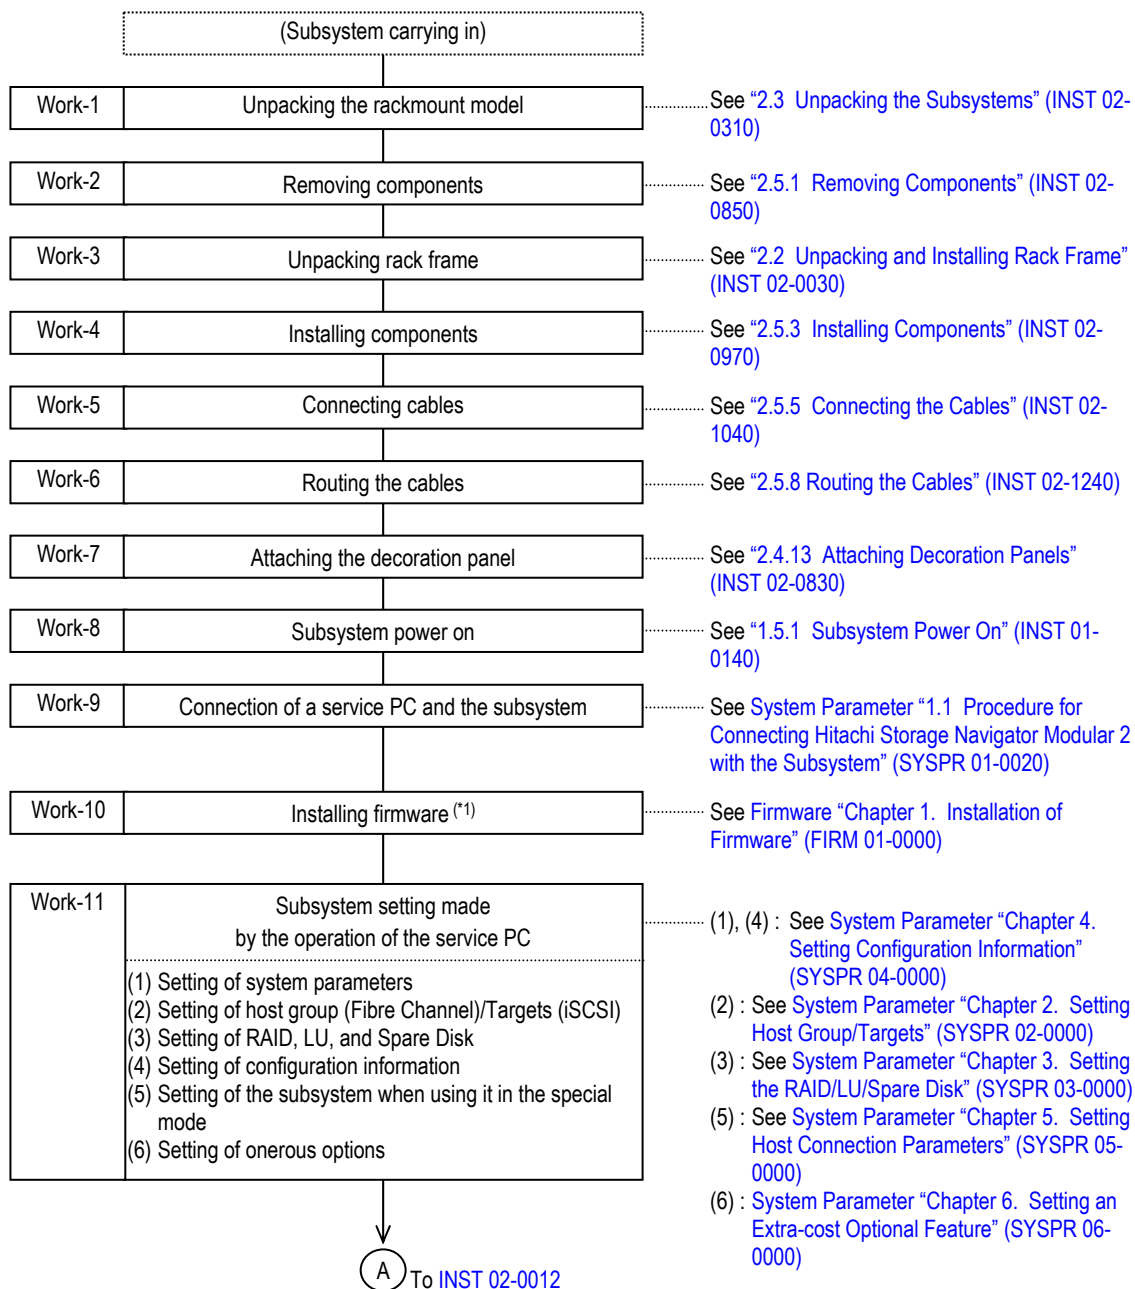 (Subsystem carrying in)
Work-1
Unpacking the rackmount model
See “2.3 Unpacking the Subsystems” (INST 02-
0310)
Work-2
Removing components
See “2.5.1 Removing Components” (INST 02-
0850)
Work-3
Unpacking rack frame
See “2.2 Unpacking and Installing Rack Frame”
(INST 02-0030)
Work-4
Installing components
See “2.5.3 Installing Components” (INST 02-
0970)
Work-5
Connecting cables
See “2.5.5 Connecting the Cables” (INST 02-
1040)
Work-6
Routing the cables
See “2.5.8 Routing the Cables” (INST 02-1240)
Work-7
Attaching the decoration panel
See “2.4.13 Attaching Decoration Panels”
(INST 02-0830)
Work-8
Subsystem power on
See “1.5.1 Subsystem Power On” (INST 01-
0140)
Work-9
Connection of a service PC and the subsystem
See System Parameter “1.1 Procedure for
Connecting Hitachi Storage Navigator Modular 2
with the Subsystem” (SYSPR 01-0020)
Work-10
Installing firmware (*1)
See Firmware “Chapter 1. Installation of
Firmware” (FIRM 01-0000)
Work-11
Subsystem setting made
by the operation of the service PC
(1) Setting of system parameters
(2) Setting of host group (Fibre Channel)/Targets (iSCSI)
(3) Setting of RAID, LU, and Spare Disk
(4) Setting of configuration information
(5) Setting of the subsystem when using it in the special
mode
(6) Setting of onerous options
(1), (4) : See System Parameter “Chapter 4.
Setting Configuration Information”
(SYSPR 04-0000)
(2) : See System Parameter “Chapter 2. Setting
Host Group/Targets” (SYSPR 02-0000)
(3) : See System Parameter “Chapter 3. Setting
the RAID/LU/Spare Disk” (SYSPR 03-0000)
(5) : See System Parameter “Chapter 5. Setting
Host Connection Parameters” (SYSPR 05-
0000)
(6) : System Parameter “Chapter 6. Setting an
Extra-cost Optional Feature” (SYSPR 06-
0000)
A
To INST 02-0012